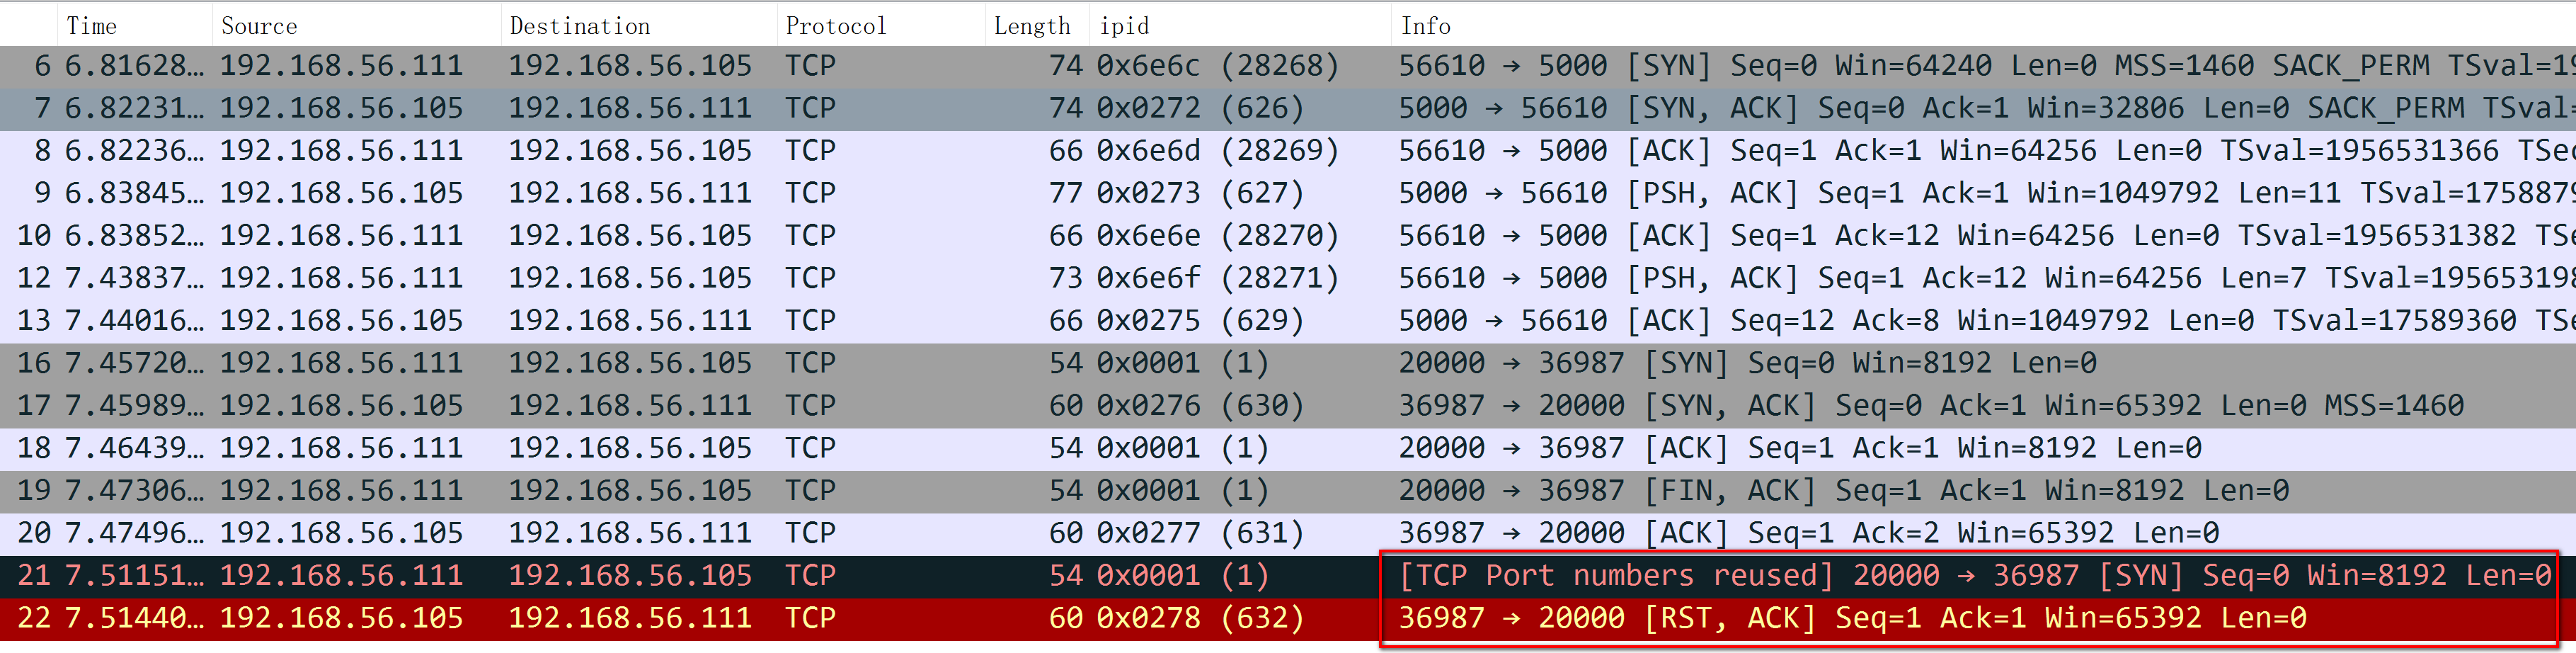 Time Source Destination Protocol Length ipid Info
6 6.81628… 192.168.56.111 192.168.56.105 TCP 74 0x6e6c (28268) 56610 → 5000 [SYN] Seq=0 Win=64240 Len=0 MSS=1460 SACK_PERM TSval=19
7 6.82231… 192.168.56.105 192.168.56.111 TCP 74 0x0272 (626) 5000 → 56610 [SYN, ACK] Seq=0 Ack=1 Win=32806 Len=0 SACK_PERM TSval=
8 6.82236… 192.168.56.111 192.168.56.105 TCP 66 0x6e6d (28269) 56610 → 5000 [ACK] Seq=1 Ack=1 Win=64256 Len=0 TSval=1956531366 TSec
9 6.83845… 192.168.56.105 192.168.56.111 TCP 77 0x0273 (627) 5000 → 56610 [PSH, ACK] Seq=1 Ack=1 Win=1049792 Len=11 TSval=1758879
10 6.83852… 192.168.56.111 192.168.56.105 TCP 66 0x6e6e (28270) 56610 → 5000 [ACK] Seq=1 Ack=12 Win=64256 Len=0 TSval=1956531382 TSe
12 7.43837… 192.168.56.111 192.168.56.105 TCP 73 0x6e6f (28271) 56610 → 5000 [PSH, ACK] Seq=1 Ack=12 Win=64256 Len=7 TSval=195653198
13 7.44016… 192.168.56.105 192.168.56.111 TCP 66 0x0275 (629) 5000 → 56610 [ACK] Seq=12 Ack=8 Win=1049792 Len=0 TSval=17589360 TSe
16 7.45720… 192.168.56.111 192.168.56.105 TCP 54 0x0001 (1) 20000 → 36987 [SYN] Seq=0 Win=8192 Len=0
17 7.45989… 192.168.56.105 192.168.56.111 TCP 60 0x0276 (630) 36987 → 20000 [SYN, ACK] Seq=0 Ack=1 Win=65392 Len=0 MSS=1460
18 7.46439… 192.168.56.111 192.168.56.105 TCP 54 0x0001 (1) 20000 → 36987 [ACK] Seq=1 Ack=1 Win=8192 Len=0
19 7.47306… 192.168.56.111 192.168.56.105 TCP 54 0x0001 (1) 20000 → 36987 [FIN, ACK] Seq=1 Ack=1 Win=8192 Len=0
20 7.47496… 192.168.56.105 192.168.56.111 TCP 60 0x0277 (631) 36987 → 20000 [ACK] Seq=1 Ack=2 Win=65392 Len=0
21 7.51151… 192.168.56.111 192.168.56.105 TCP 54 0x0001 (1) [TCP Port numbers reused] 20000 → 36987 [SYN] Seq=0 Win=8192 Len=0
22 7.51440… 192.168.56.105 192.168.56.111 TCP 60 0x0278 (632) 36987 → 20000 [RST, ACK] Seq=1 Ack=1 Win=65392 Len=0